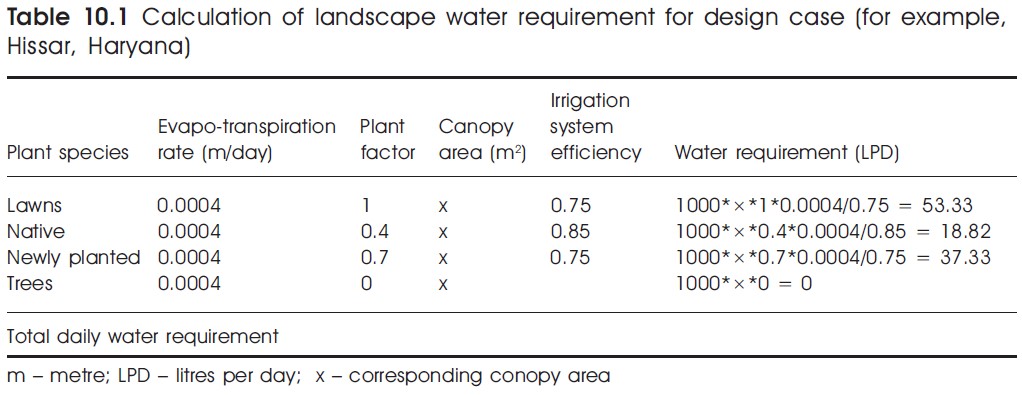 Table 10.1 Calculation of landscape water requirement for design case (for example,
Hissar, Haryana)
Irrigation
Evapo-transpiration Plant Canopy system
Plant species rate (m/day) factor area (m²) efficiency Water requirement (LPD)
Lawns 0.0004 1 x 0.75 1000*×*1*0.0004/0.75 = 53.33
Native 0.0004 0.4 x 0.85 1000*×*0.4*0.0004/0.85 = 18.82
Newly planted 0.0004 0.7 x 0.75 1000*×*0.7*0.0004/0.75 = 37.33
Trees 0.0004 0 x 1000*×*0 = 0
Total daily water requirement
m – metre; LPD – litres per day; x – corresponding conopy area